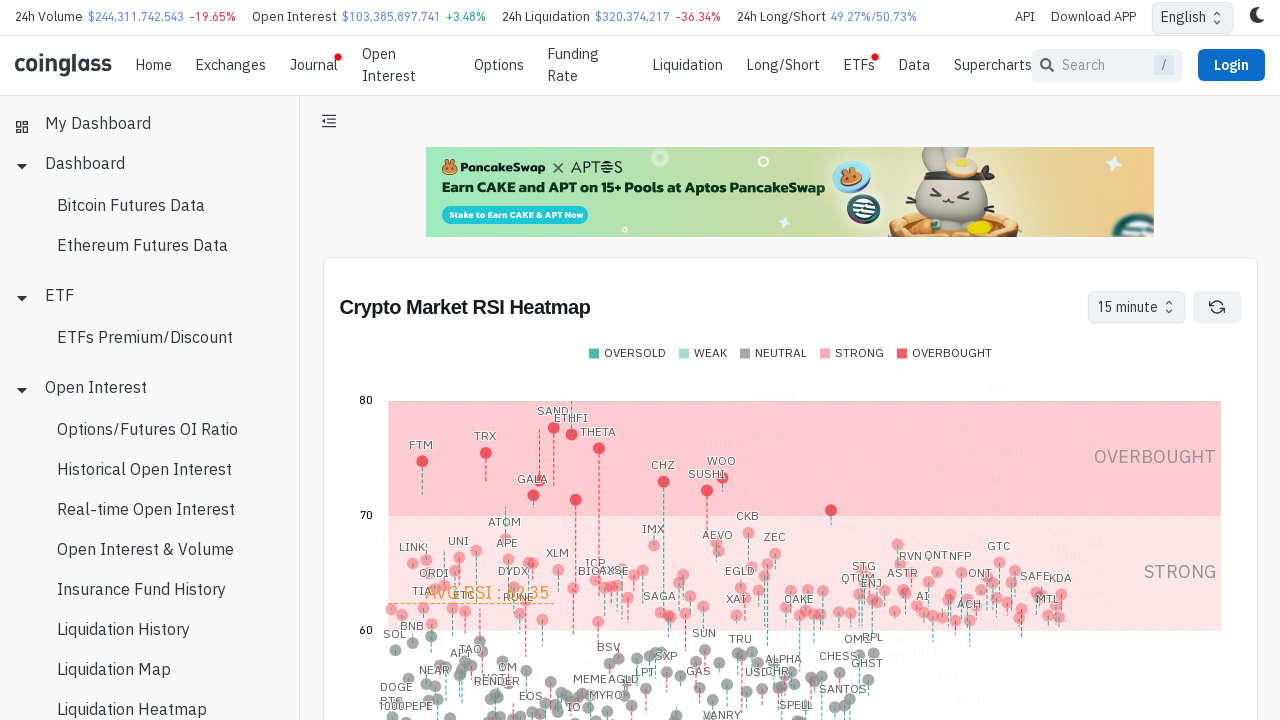 24h Volume $244,311,742,543 -19.65% Open Interest $103,385,897,741 +3.48% 24h Liquidation $320,374,217 -36.34% 24h Long/Short 49.27%/50.73% API Download APP English
coinglass Home Exchanges Journal Open Interest Options Funding Rate Liquidation Long/Short ETFs Data Supercharts Search / Login
My Dashboard
Dashboard
Bitcoin Futures Data
Ethereum Futures Data
ETF
ETFs Premium/Discount
Open Interest
Options/Futures OI Ratio
Historical Open Interest
Real-time Open Interest
Open Interest & Volume
Insurance Fund History
Liquidation History
Liquidation Map
Liquidation Heatmap
PancakeSwap X APTOS
Earn CAKE and APT on 15+ Pools at Aptos PancakeSwap
Stake to Earn CAKE & APT Now
Crypto Market RSI Heatmap
15 minute
OVERSOLD WEAK NEUTRAL STRONG OVERBOUGHT
80
SAND
ETHFI
THETA
TRX
FTM
OVERBOUGHT
CHZ
WOO
SUSHI
GALA
70
CKB
ATOM
IMX
AEVO
ZEC
UNI
APE
LINK
XLM
GTC
RVN
QNT
NFP
ICP
STG
STRONG
ORDI
DYDX
EGLD
ASTR
ONT
QTUM
SAFE
KDA
ENJ
TIA
ETC
RUNE
SAGA
XAI
CAKE
AI
ACH
MTL
60
BNB
SOL
SUN
TRU
RPL
BSV
TAO
SXP
ALPHA
CHESS
GHST
NEAR
OM
LPT
GAS
RENDER
MEME
AGLD
DOGE
EOS
MYRO
SANTOS
BTC
1000PEPE
IO
SPELL
VANRY